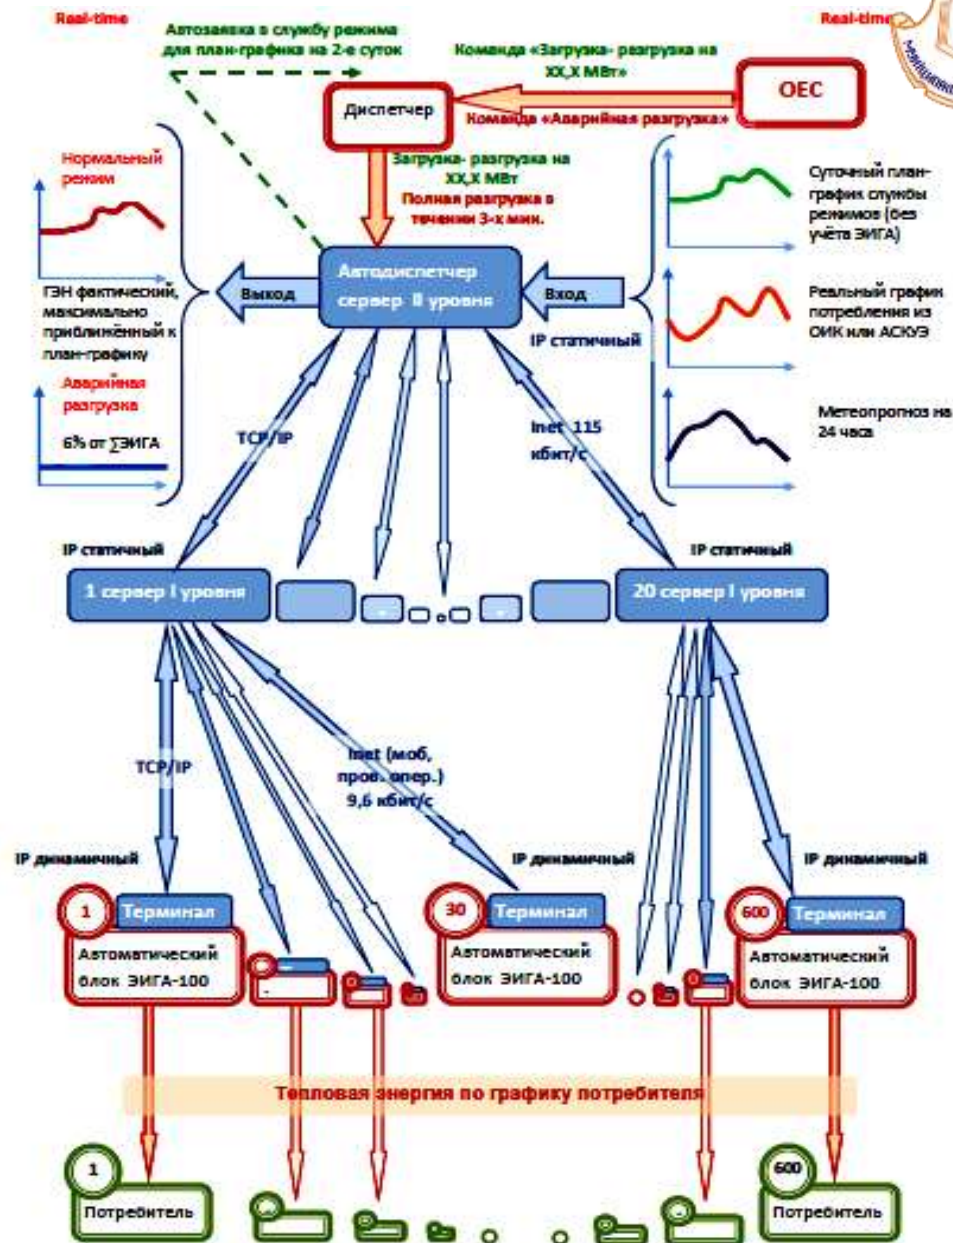 Real-time
Автозаявка в службу режима
для план-графика на 2-е суток
Команда «Загрузка- разгрузка на
ХХ,Х МВт»
Real-time
Диспетчер
ОЕС
Команда «Аварийная разгрузка»
Нормальный
режим
Загрузка- разгрузка на
ХХ,Х МВт
Полная разгрузка в
течении 3-х мин.
Суточный план-
график службы
режимов (без
учёта ЭИГА)
Автодиспетчер
сервер II уровня
Выход
Вход
ГЭН фактический,
максимально
приближённый к
план-графику
IP статичный
Реальный график
потребления из
ОИК или АСКУЭ
Аварийная
разгрузка
6% от ∑ЭИГА
TCP/IP
Inet 115
кбит/с
Метеопрогноз на
24 часа
IP статичный
IP статичный
1 сервер I уровня
20 сервер I уровня
TCP/IP
Inet (моб,
пров. опер.)
9,6 кбит/с
IP динамичный
IP динамичный
IP динамичный
1
Терминал
Автоматический
блок ЭИГА-100
30
Терминал
Автоматический
блок ЭИГА-100
600
Терминал
Автоматический
блок ЭИГА-100
Тепловая энергия по графику потребителя
1
Потребитель
600
Потребитель